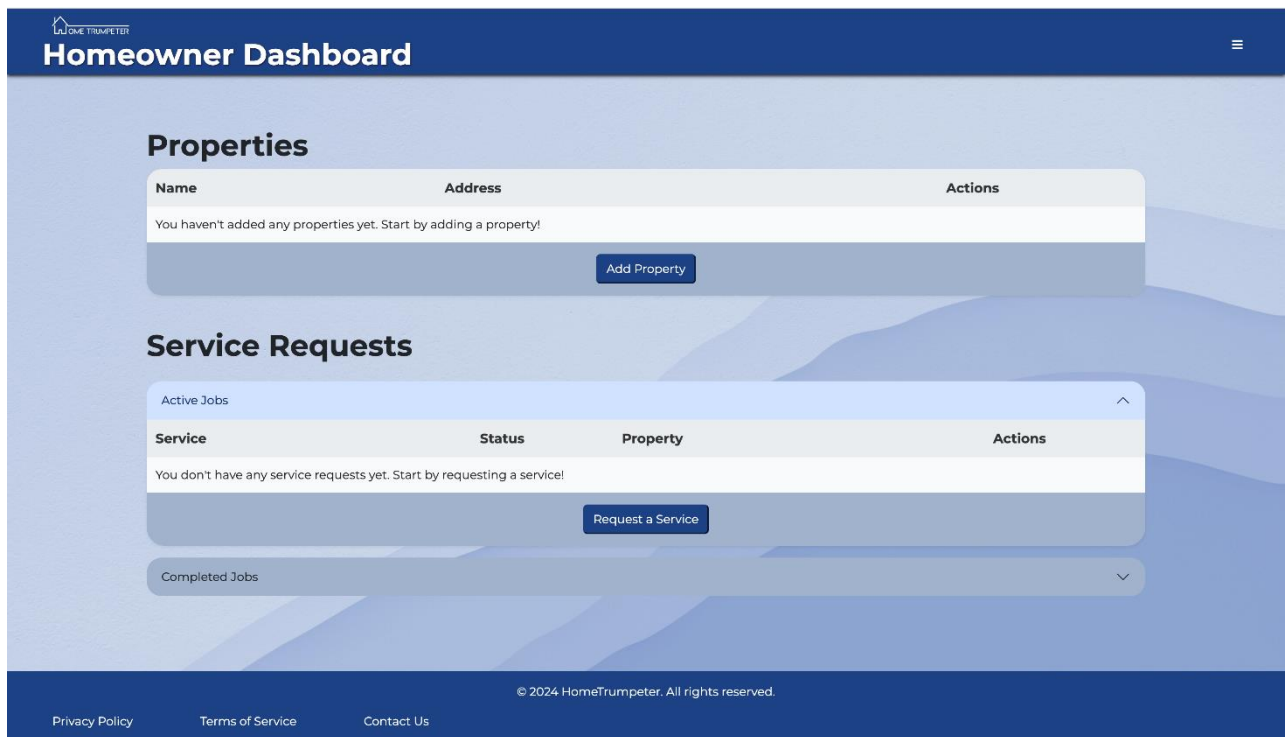 HOME TRUMPETER
Homeowner Dashboard
Properties
Name Address Actions
You haven't added any properties yet. Start by adding a property!
Add Property
Service Requests
Active Jobs
Service Status Property Actions
You don't have any service requests yet. Start by requesting a service!
Request a Service
Completed Jobs
© 2024 HomeTrumpeter. All rights reserved.
Privacy Policy Terms of Service Contact Us